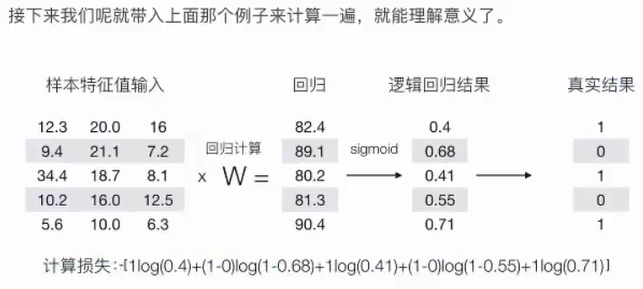 接下来我们呢就带入上面那个例子来计算一遍，就能理解意义了。
样本特征值输入 回归 逻辑回归结果 真实结果
12.3 20.0 16 82.4 0.4 1
9.4 21.1 7.2 回归计算 89.1 sigmoid 0.68 0
34.4 18.7 8.1 x W = 80.2 0.41 1
10.2 16.0 12.5 81.3 0.55 0
5.6 10.0 6.3 90.4 0.71 1
计算损失:-[1log(0.4)+(1-0)log(1-0.68)+1log(0.41)+(1-0)log(1-0.55)+1log(0.71)]